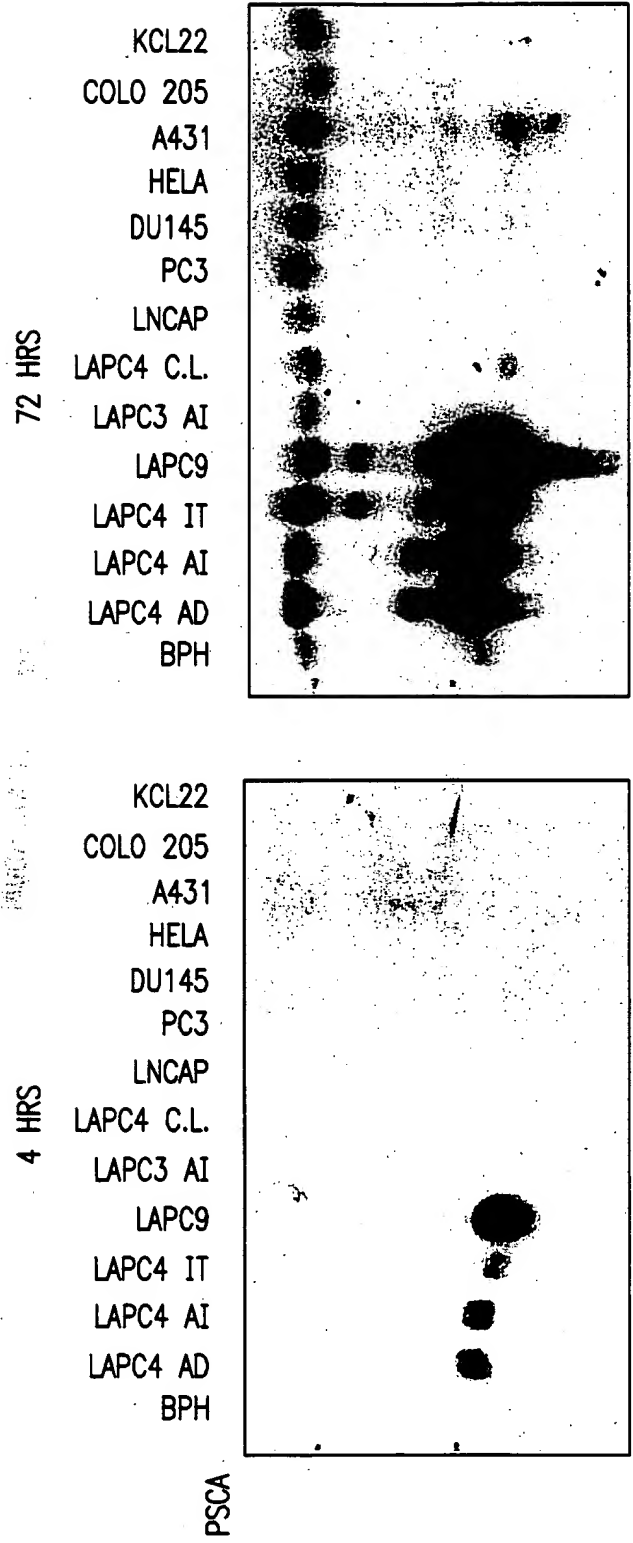 72 HRS
KCL22
COLO 205
A431
HELA
DU145
PC3
LNCAP
LAPC4 C.L.
LAPC3 AI
LAPC9
LAPC4 IT
LAPC4 AI
LAPC4 AD
BPH
4 HRS
KCL22
COLO 205
A431
HELA
DU145
PC3
LNCAP
LAPC4 C.L.
LAPC3 AI
LAPC9
LAPC4 IT
LAPC4 AI
LAPC4 AD
BPH
PSCA